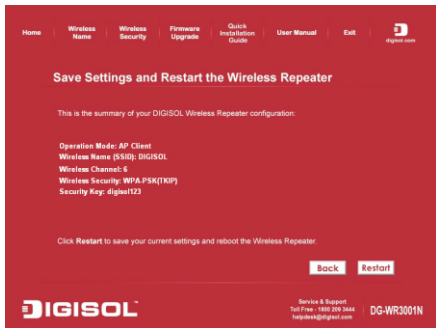 Home
Wireless Name
Wireless Security
Firmware Upgrade
Quick Installation Guide
User Manual
Exit
digisol.com
Save Settings and Restart the Wireless Repeater
This is the summary of your DIGISOL Wireless Repeater configuration:
Operation Mode: AP Client
Wireless Name (SSID): DIGISOL
Wireless Channel: 6
Wireless Security: WPA-PSK(TKIP)
Security Key: digisol123
Click Restart to save your current settings and reboot the Wireless Repeater.
Back
Restart
DIGISOL
Service & Support
Toll Free - 1800 209 3444
helpdesk@digisol.com
DG-WR3001N